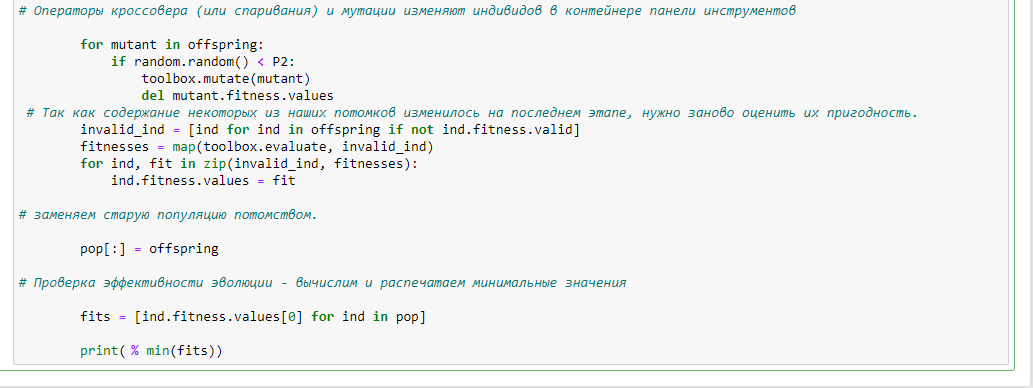 # Операторы кроссовера (или спаривания) и мутации изменяют индивидов в контейнере панели инструментов
for mutant in offspring:
if random.random() < P2:
toolbox.mutate(mutant)
del mutant.fitness.values
# Так как содержание некоторых из наших потомков изменилось на последнем этапе, нужно заново оценить их пригодность.
invalid_ind = [ind for ind in offspring if not ind.fitness.valid]
fitnesses = map(toolbox.evaluate, invalid_ind)
for ind, fit in zip(invalid_ind, fitnesses):
ind.fitness.values = fit
# заменяем старую популяцию потомством.
pop[:] = offspring
# Проверка эффективности эволюции - вычислим и распечатаем минимальные значения
fits = [ind.fitness.values[0] for ind in pop]
print( % min(fits))